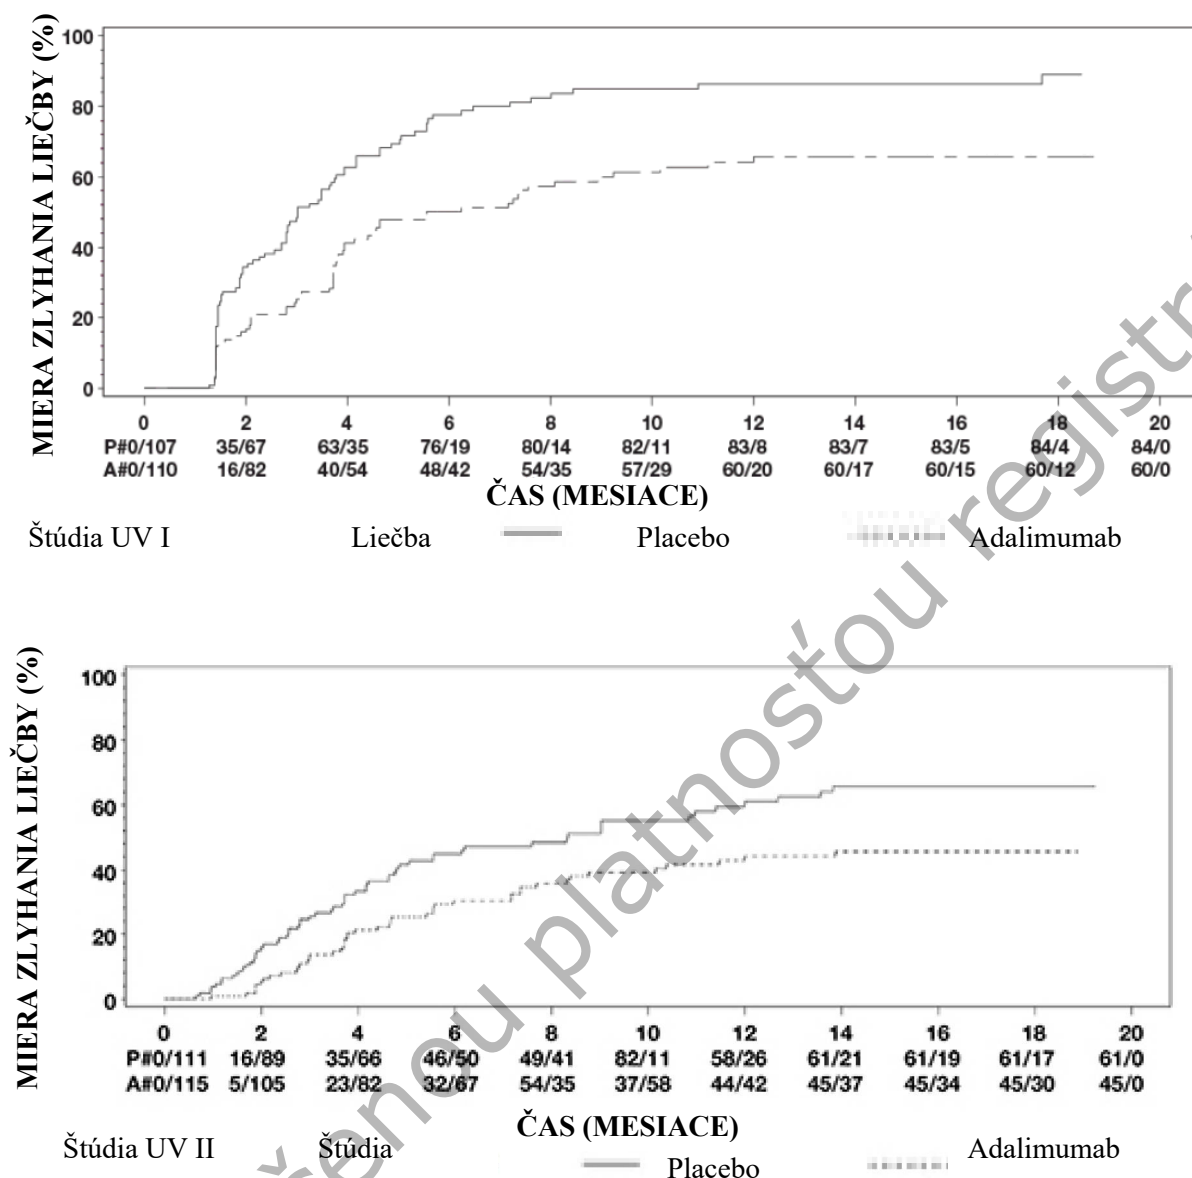 MIERA ZLYHANIA LIEČBY (%)
100
80
60
40
20
0
0 2 4 6 8 10 12 14 16 18 20
P#0/107 35/67 63/35 76/19 80/14 82/11 83/8 83/7 83/5 84/4 84/0
A#0/110 16/82 40/54 48/42 54/35 57/29 60/20 60/17 60/15 60/12 60/0
ČAS (MESIACE)
Štúdia UV I Liečba Placebo Adalimumab
MIERA ZLYHANIA LIEČBY (%)
100
80
60
40
20
0
0 2 4 6 8 10 12 14 16 18 20
P#0/111 16/89 35/66 46/50 49/41 82/11 58/26 61/21 61/19 61/17 61/0
A#0/115 5/105 23/82 32/67 54/35 37/58 44/42 45/37 45/34 45/30 45/0
ČAS (MESIACE)
Štúdia UV II Štúdia Placebo Adalimumab
platnosťou